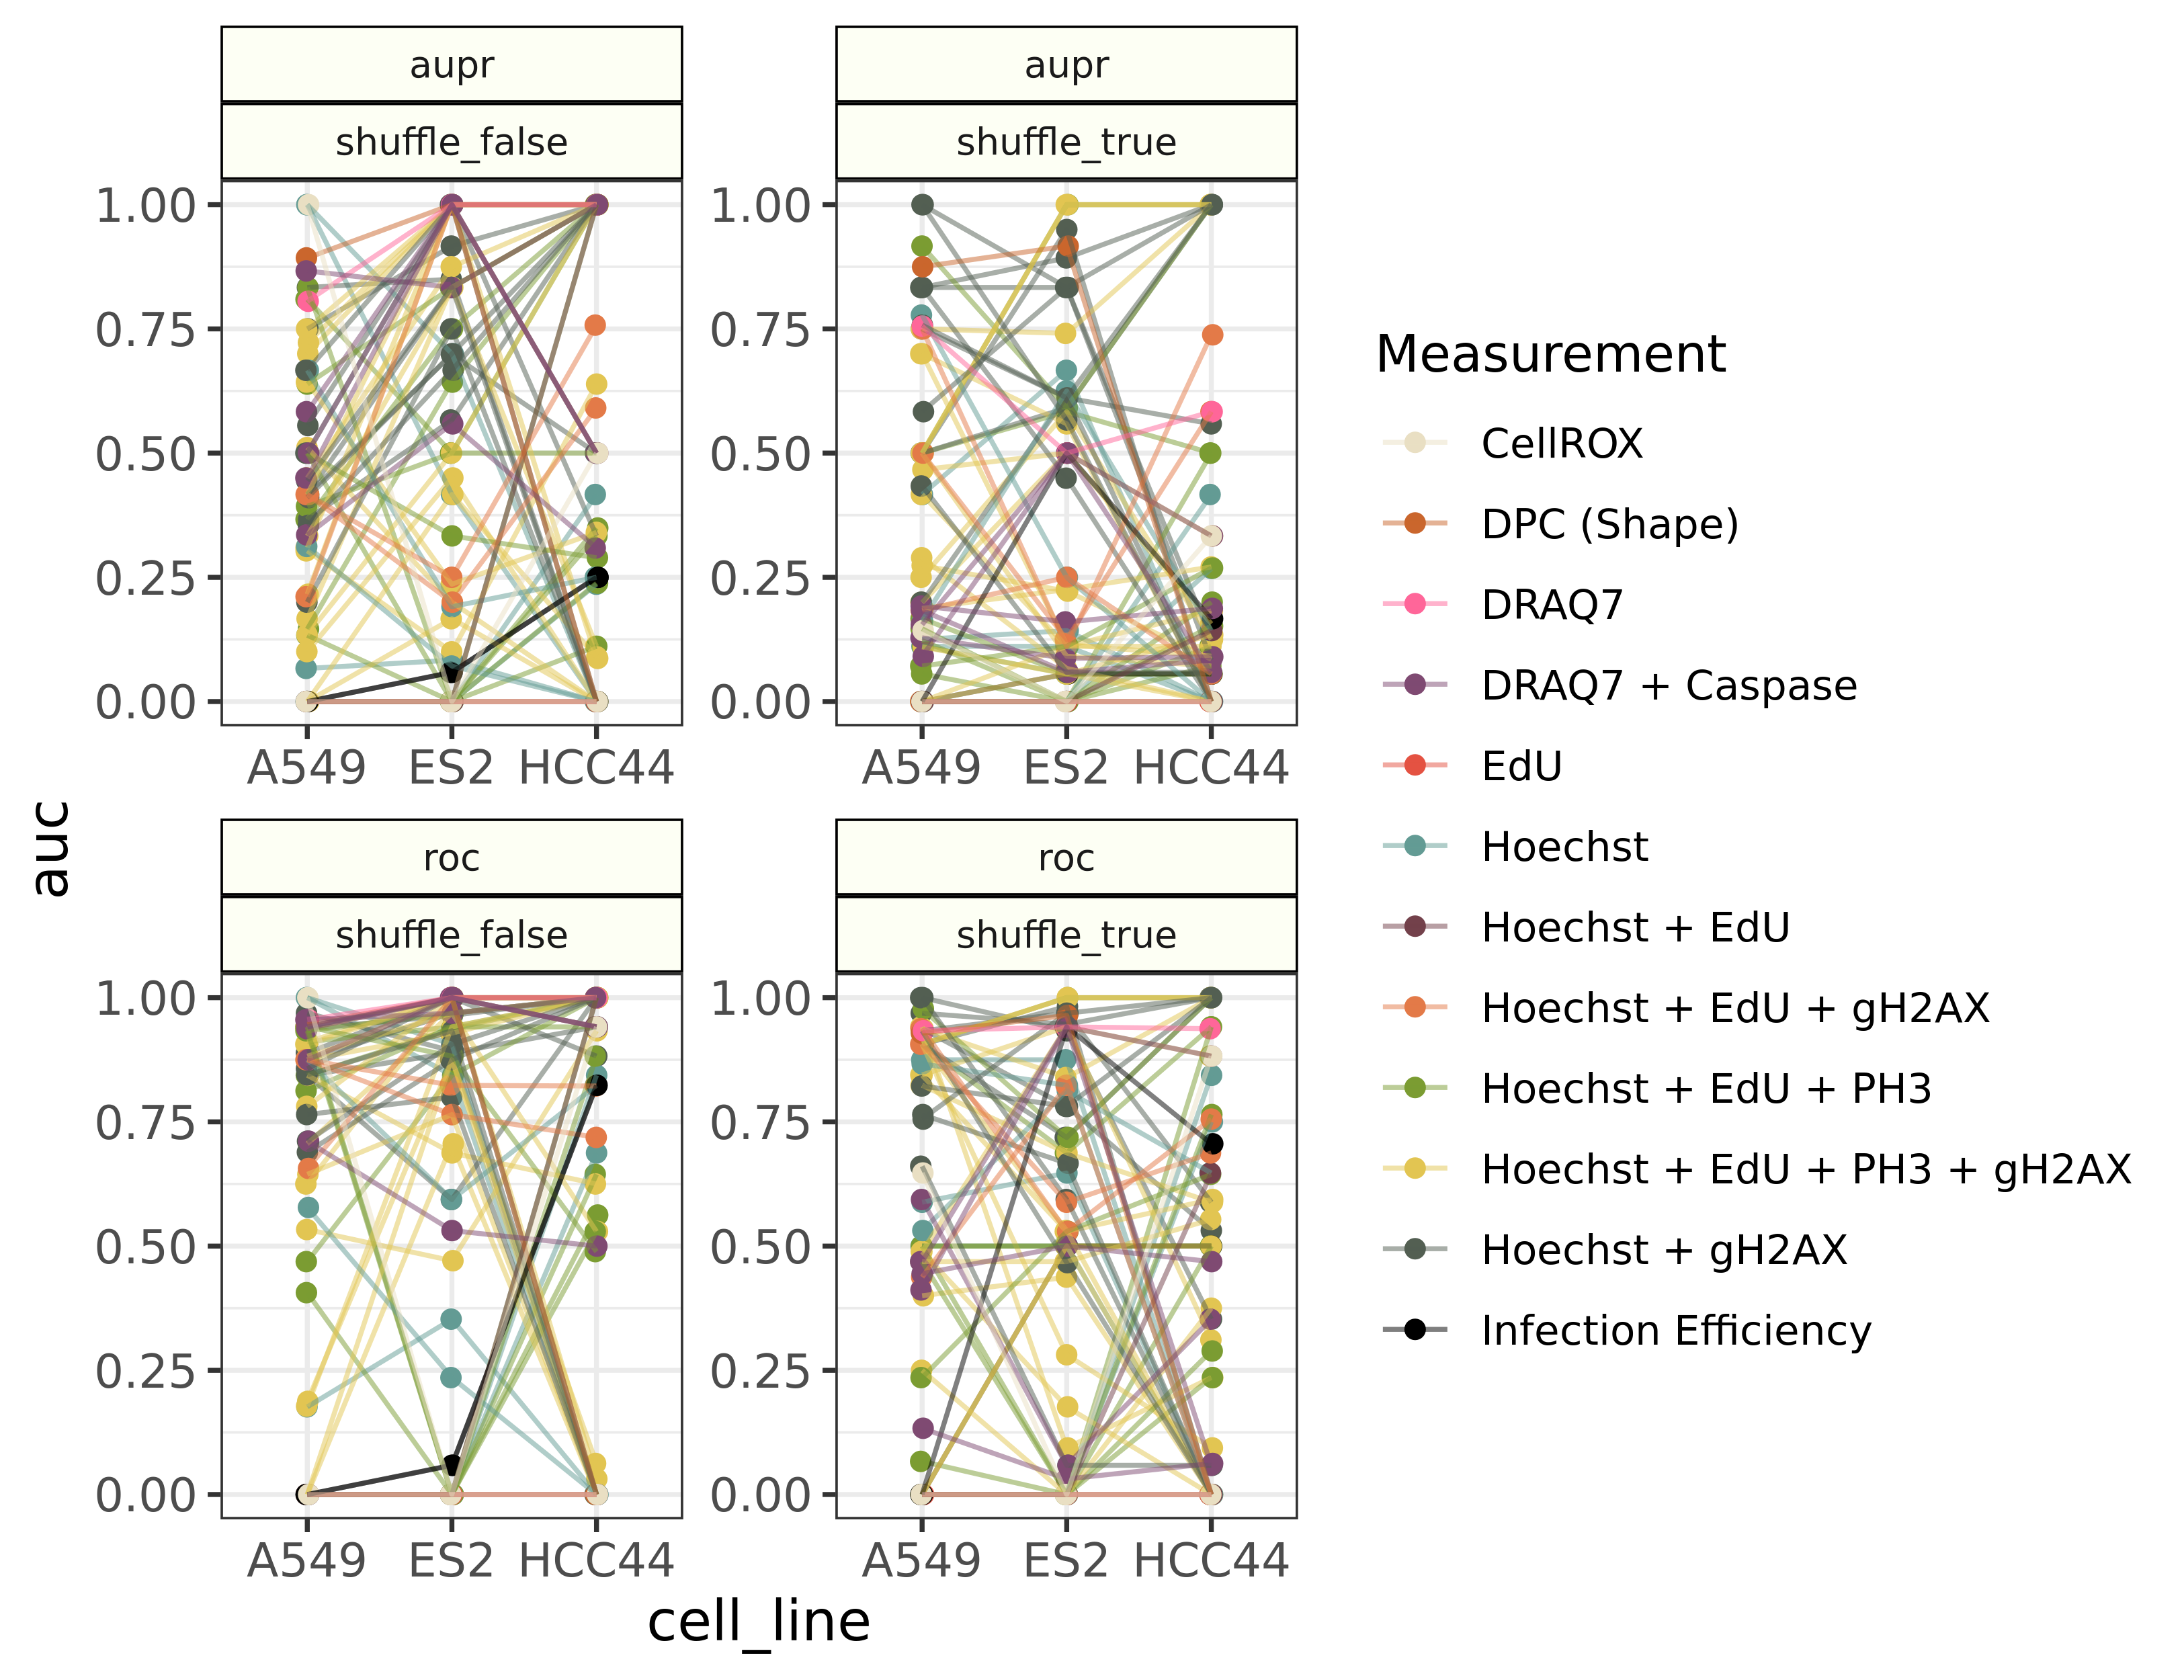 aupr
shuffle_false
1.00
0.75
0.50
0.25
0.00
A549 ES2 HCC44
aupr
shuffle_true
1.00
0.75
0.50
0.25
0.00
A549 ES2 HCC44
roc
shuffle_false
1.00
0.75
0.50
0.25
0.00
A549 ES2 HCC44
roc
shuffle_true
1.00
0.75
0.50
0.25
0.00
A549 ES2 HCC44
auc
cell_line
Measurement
CellROX
DPC (Shape)
DRAQ7
DRAQ7 + Caspase
EdU
Hoechst
Hoechst + EdU
Hoechst + EdU + gH2AX
Hoechst + EdU + PH3
Hoechst + EdU + PH3 + gH2AX
Hoechst + gH2AX
Infection Efficiency